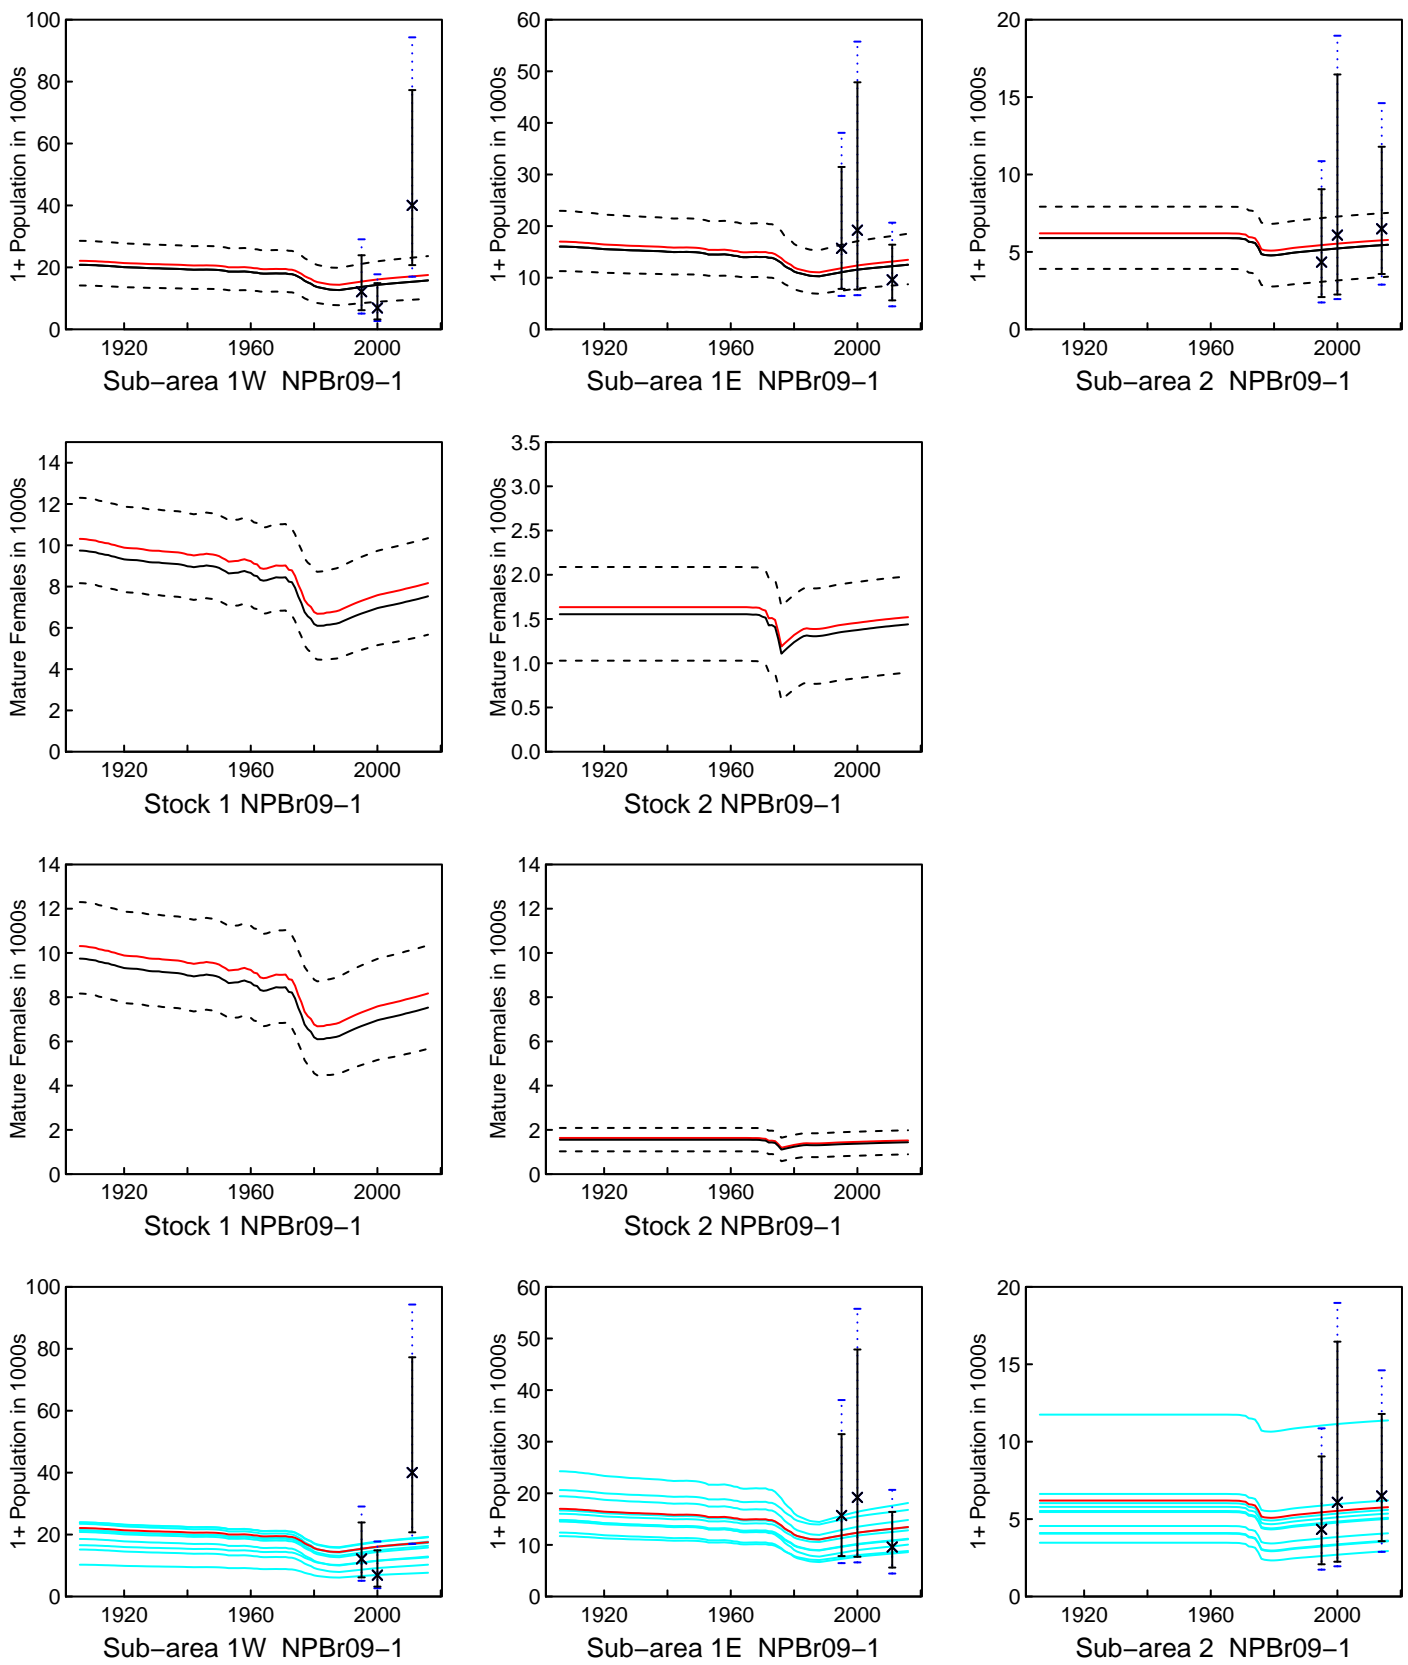 1+ Population in 1000s
0 20 40 60 80 100
1920 1960 2000
Sub−area 1W NPBr09−1
1+ Population in 1000s
0 10 20 30 40 50 60
1920 1960 2000
Sub−area 1E NPBr09−1
1+ Population in 1000s
0 5 10 15 20
1920 1960 2000
Sub−area 2 NPBr09−1
Mature Females in 1000s
0 2 4 6 8 10 12 14
1920 1960 2000
Stock 1 NPBr09−1
Mature Females in 1000s
0.0 0.5 1.0 1.5 2.0 2.5 3.0 3.5
1920 1960 2000
Stock 2 NPBr09−1
Mature Females in 1000s
0 2 4 6 8 10 12 14
1920 1960 2000
Stock 1 NPBr09−1
Mature Females in 1000s
0 2 4 6 8 10 12 14
1920 1960 2000
Stock 2 NPBr09−1
1+ Population in 1000s
0 20 40 60 80 100
1920 1960 2000
Sub−area 1W NPBr09−1
1+ Population in 1000s
0 10 20 30 40 50 60
1920 1960 2000
Sub−area 1E NPBr09−1
1+ Population in 1000s
0 5 10 15 20
1920 1960 2000
Sub−area 2 NPBr09−1